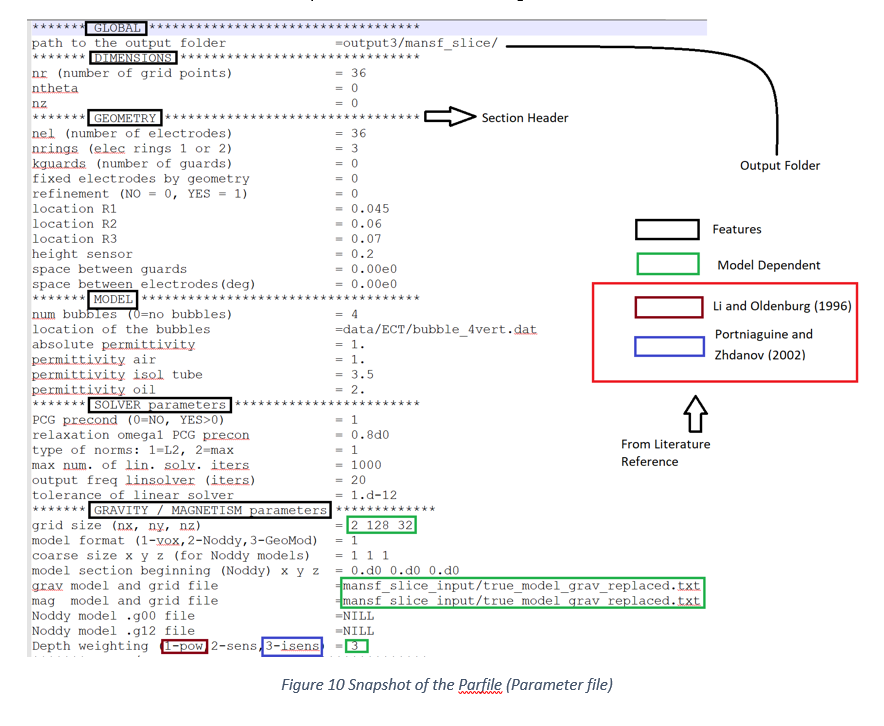 ******* GLOBAL ***********************************
path to the output folder =output3/mansf_slice/
******* DIMENSIONS *******************************
nr (number of grid points) = 36
ntheta = 0
nz = 0
******* GEOMETRY *********************************
nel (number of electrodes) = 36
nrings (elec rings 1 or 2) = 3
kguards (number of guards) = 0
fixed electrodes by geometry = 0
refinement (NO = 0, YES = 1) = 0
location R1 = 0.045
location R2 = 0.06
location R3 = 0.07
height sensor = 0.2
space between guards = 0.00e0
space between electrodes(deg) = 0.00e0
******* MODEL ************************************
num bubbles (0=no bubbles) = 4
location of the bubbles =data/ECT/bubble_4vert.dat
absolute permittivity = 1.
permittivity air = 1.
permittivity isol tube = 3.5
permittivity oil = 2.
******* SOLVER parameters ************************
PCG precond (0=NO, YES>0) = 1
relaxation omega1 PCG precon = 0.8d0
type of norms: 1=L2, 2=max = 1
max num. of lin. solv. iters = 1000
output freq linsolver (iters) = 20
tolerance of linear solver = 1.d-12
******* GRAVITY / MAGNETISM parameters *************
grid size (nx, ny, nz) = 2 128 32
model format (1-vox,2-Noddy,3-GeoMod) = 1
coarse size x y z (for Noddy models) = 1 1 1
model section beginning (Noddy) x y z = 0.d0 0.d0 0.d0
grav model and grid file =mansf_slice_input/true_model_grav_replaced.txt
mag model and grid file =mansf_slice_input/true_model_grav_replaced.txt
Noddy model .g00 file =NILL
Noddy model .g12 file =NILL
Depth weighting (1-pow,2-sens,3-isens) = 3
Section Header
Output Folder
Features
Model Dependent
Li and Oldenburg (1996)
Portniaguine and
Zhdanov (2002)
From Literature
Reference
Figure 10 Snapshot of the Parfile (Parameter file)